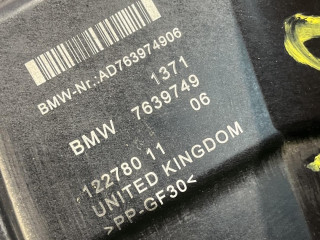 BMW-Nr.:AD763974906
1371
BMW 7639749
06
122780 11
UNITED KINGDOM
>PP-GF30<